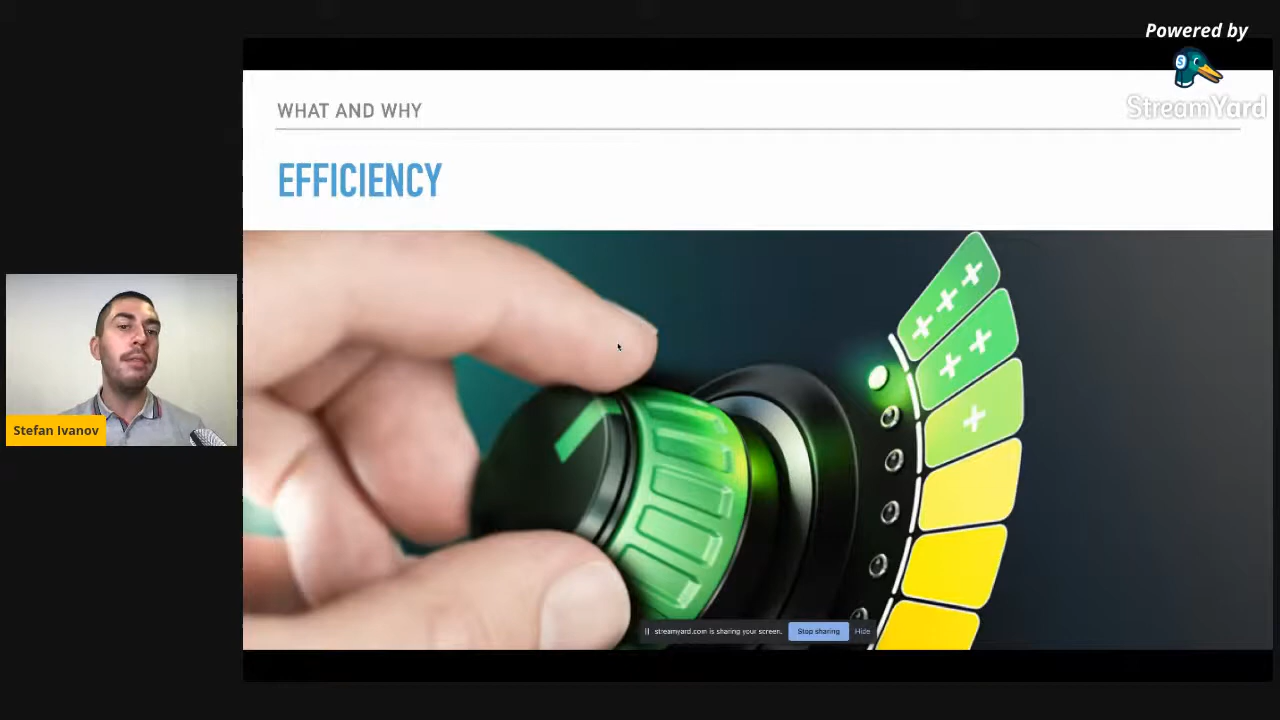 Powered by
StreamYard
WHAT AND WHY
EFFICIENCY
Stefan Ivanov
streamyard.com is sharing your screen.
Stop sharing
Hide